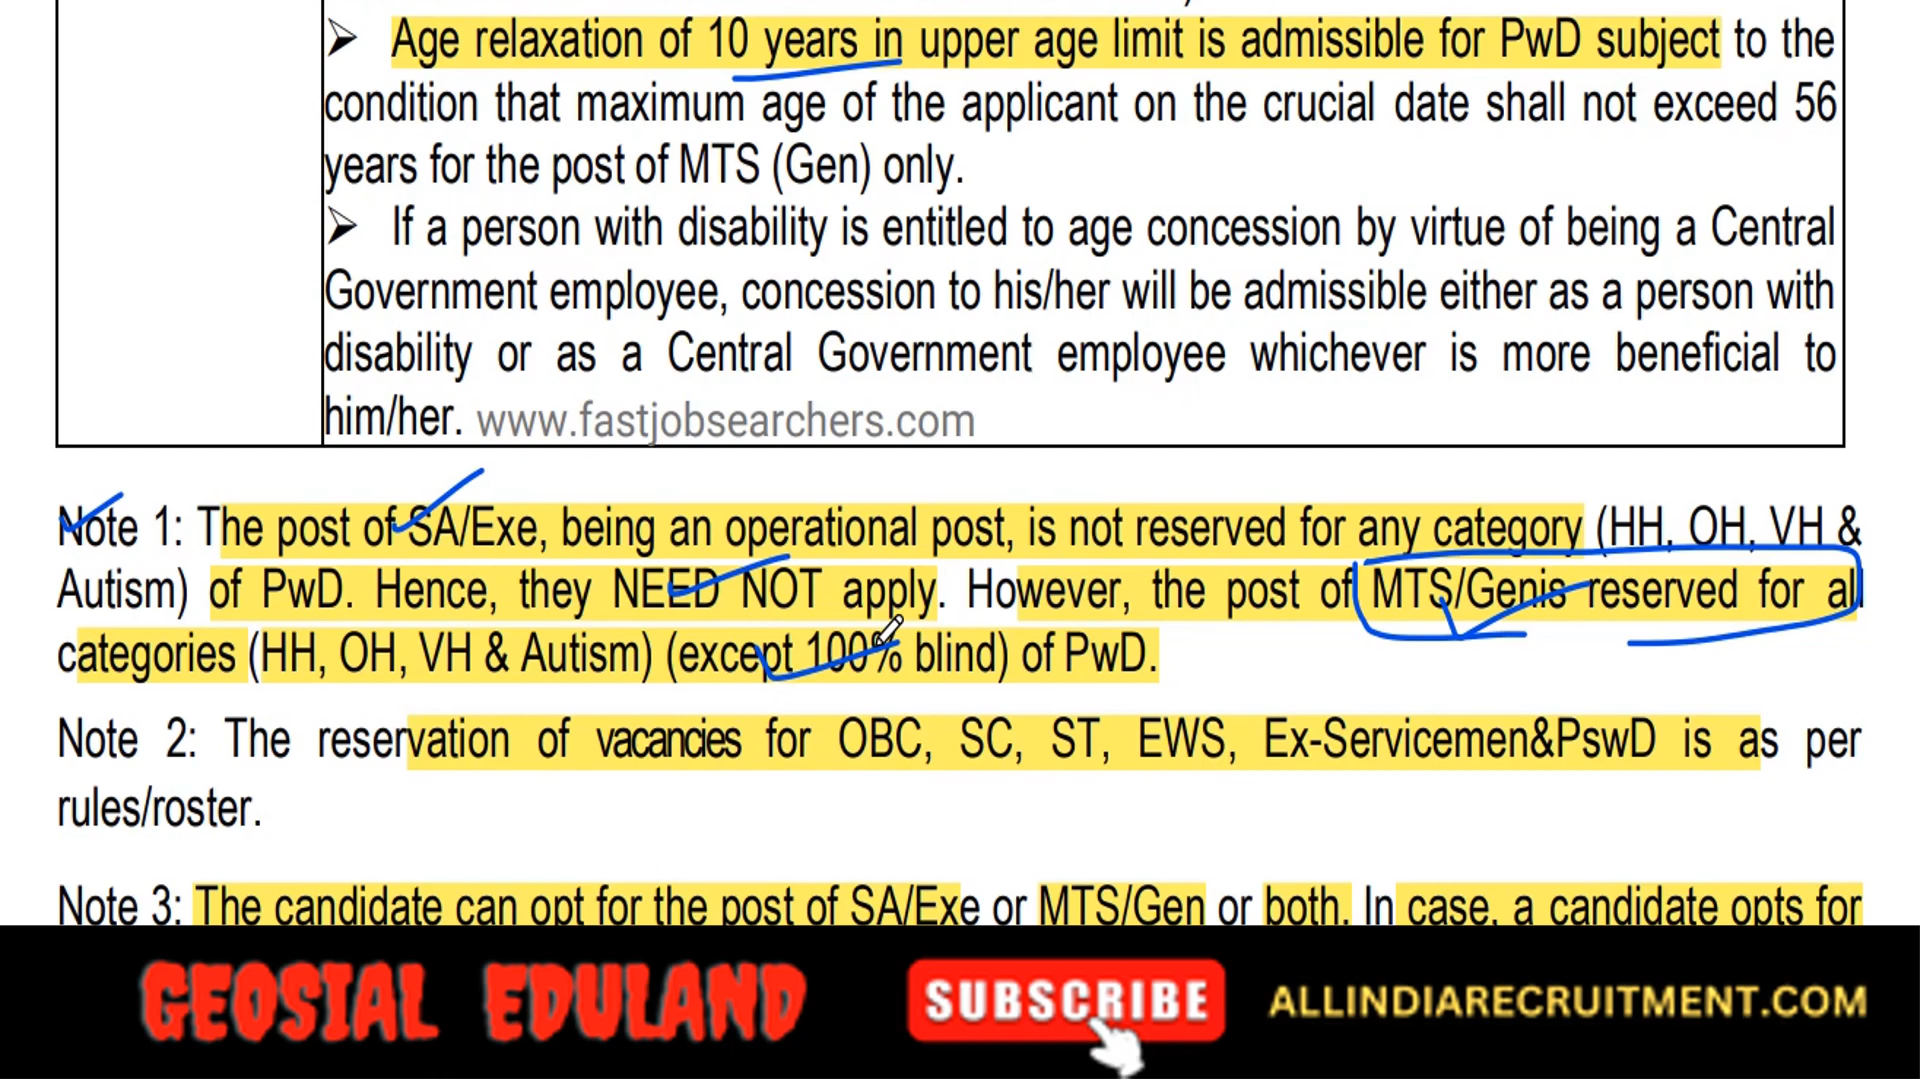 ➢ Age relaxation of 10 years in upper age limit is admissible for PwD subject to the
condition that maximum age of the applicant on the crucial date shall not exceed 56
years for the post of MTS (Gen) only.
➢ If a person with disability is entitled to age concession by virtue of being a Central
Government employee, concession to his/her will be admissible either as a person with
disability or as a Central Government employee whichever is more beneficial to
him/her. www.fastjobsearchers.com
Note 1: The post of SA/Exe, being an operational post, is not reserved for any category (HH, OH, VH &
Autism) of PwD. Hence, they NEED NOT apply. However, the post of MTS/Genis reserved for all
categories (HH, OH, VH & Autism) (except 100% blind) of PwD.
Note 2: The reservation of vacancies for OBC, SC, ST, EWS, Ex-Servicemen&PswD is as per
rules/roster.
Note 3: The candidate can opt for the post of SA/Exe or MTS/Gen or both. In case, a candidate opts for
GEOSIAL EDULAND SUBSCRIBE ALLINDIARECRUITMENT.COM